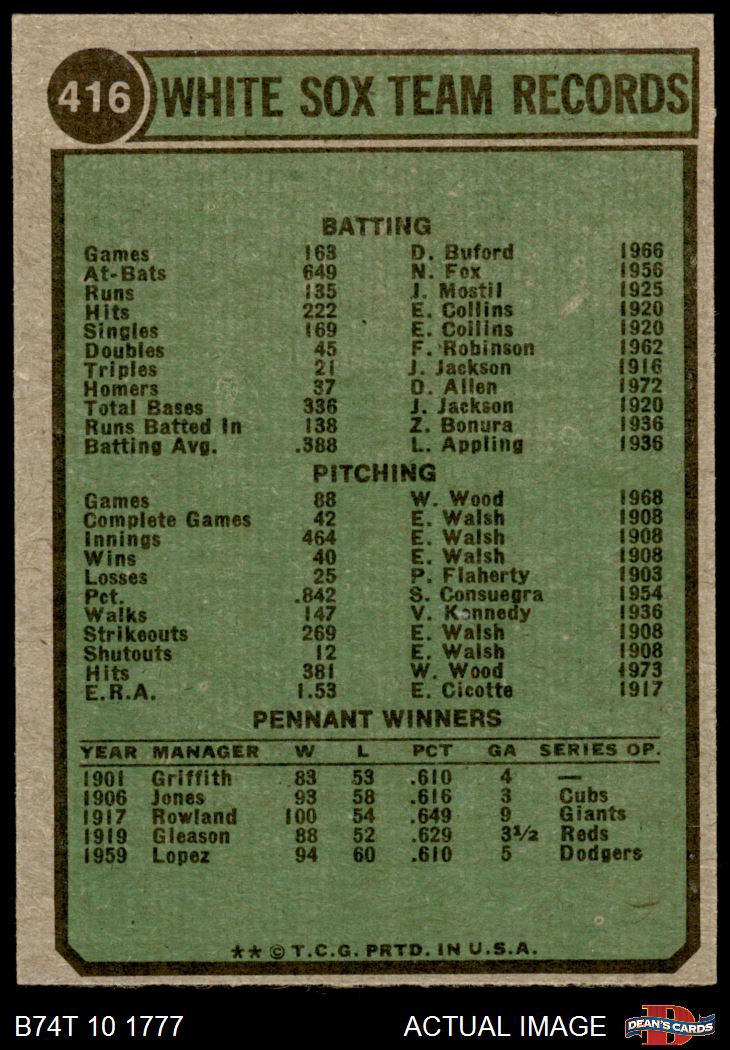 416 WHITE SOX TEAM RECORDS
BATTING
Games 163 D. Buford 1966
At-Bats 649 N. Fox 1956
Runs 135 J. Mostil 1925
Hits 222 E. Collins 1920
Singles 169 E. Collins 1920
Doubles 45 F. Robinson 1962
Triples 21 J. Jackson 1916
Homers 37 D. Allen 1972
Total Bases 336 J. Jackson 1920
Runs Batted In 138 Z. Bonura 1936
Batting Avg. .388 L. Appling 1936
PITCHING
Games 88 W. Wood 1968
Complete Games 42 E. Walsh 1908
Innings 464 E. Walsh 1908
Wins 40 E. Walsh 1908
Losses 25 P. Flaherty 1903
Pct. .842 S. Consuegra 1954
Walks 147 V. Kennedy 1936
Strikeouts 269 E. Walsh 1908
Shutouts 12 E. Walsh 1908
Hits 381 W. Wood 1973
E.R.A. 1.53 E. Cicotte 1917
PENNANT WINNERS
YEAR MANAGER W L PCT GA SERIES OP.
1901 Griffith 83 53 .610 4 —
1906 Jones 93 58 .616 3 Cubs
1917 Rowland 100 54 .649 9 Giants
1919 Gleason 88 52 .629 3½ Reds
1959 Lopez 94 60 .610 5 Dodgers
** © T.C.G. PRTD. IN U.S.A.
B74T 10 1777 ACTUAL IMAGE D DEAN'S CARDS